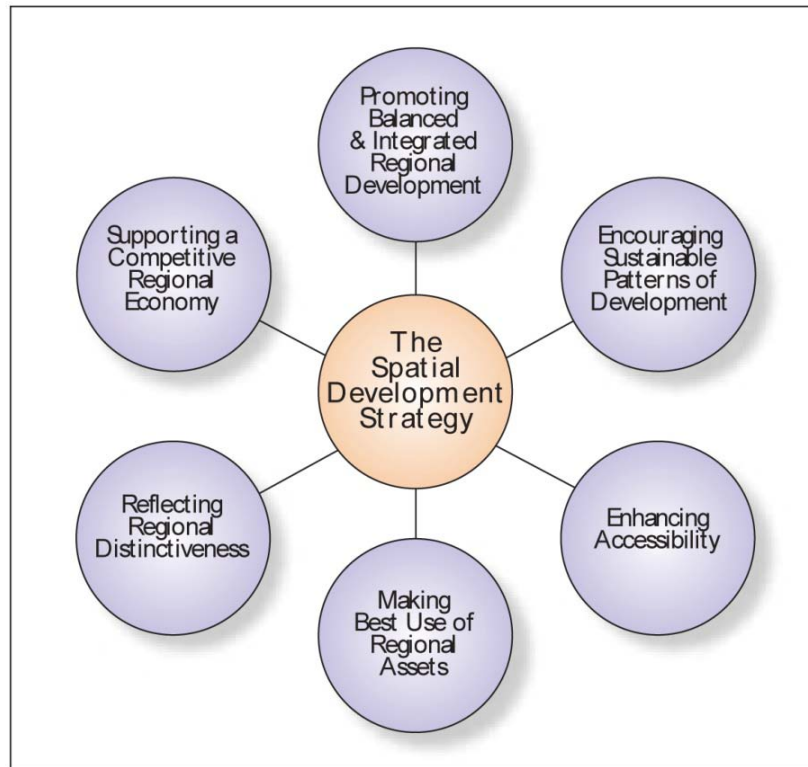 Promoting
Balanced
& Integrated
Regional
Development
Supporting a
Competitive
Regional
Economy
Encouraging
Sustainable
Patterns of
Development
The
Spatial
Development
Strategy
Reflecting
Regional
Distinctiveness
Enhancing
Accessibility
Making
Best Use of
Regional
Assets